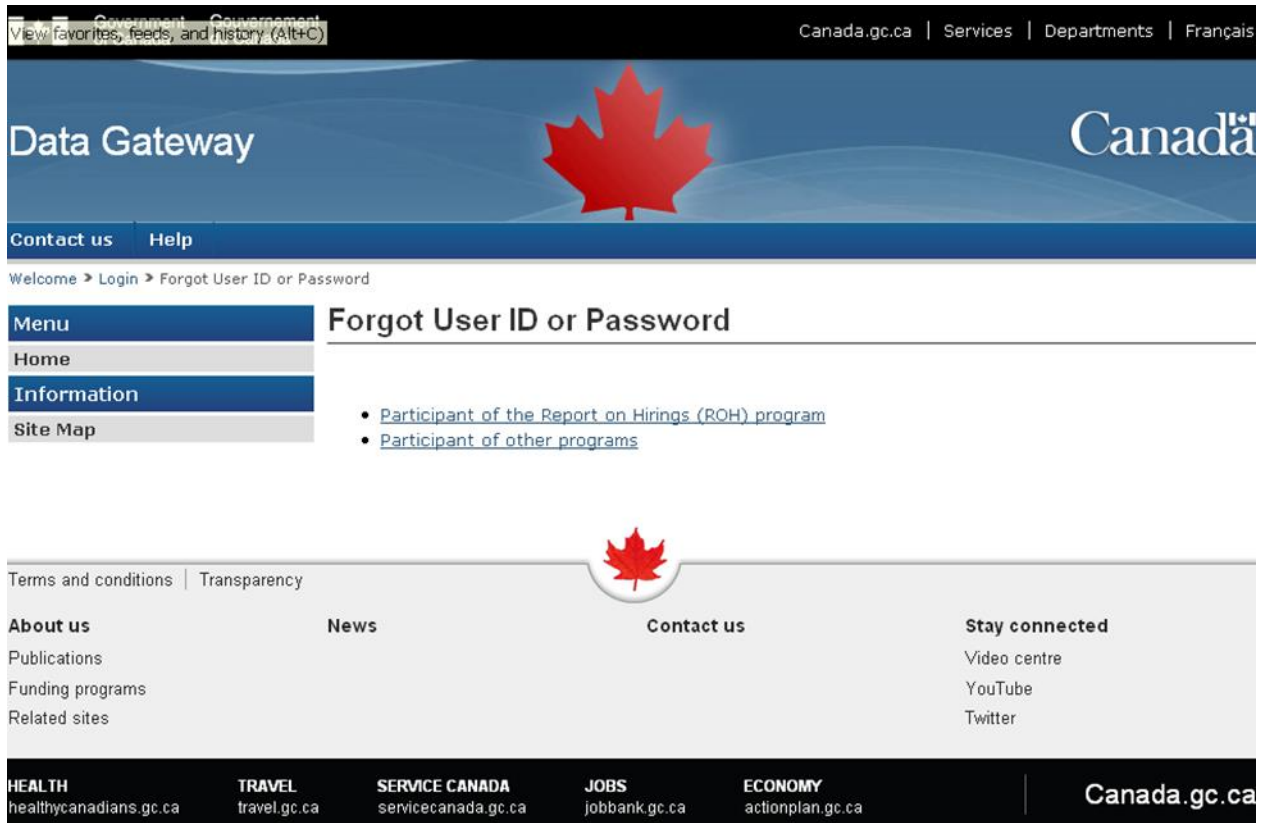 View favorites, feeds, and history (Alt+C)
Government Gouvernement
Canada.gc.ca | Services | Departments | Français
Data Gateway
Canada
Contact us Help
Welcome > Login > Forgot User ID or Password
Menu
Home
Information
Site Map
Forgot User ID or Password
• Participant of the Report on Hirings (ROH) program
• Participant of other programs
Terms and conditions | Transparency
About us
Publications
Funding programs
Related sites
News
Contact us
Stay connected
Video centre
YouTube
Twitter
HEALTH
healthycanadians.gc.ca
TRAVEL
travel.gc.ca
SERVICE CANADA
servicecanada.gc.ca
JOBS
jobbank.gc.ca
ECONOMY
actionplan.gc.ca
Canada.gc.ca